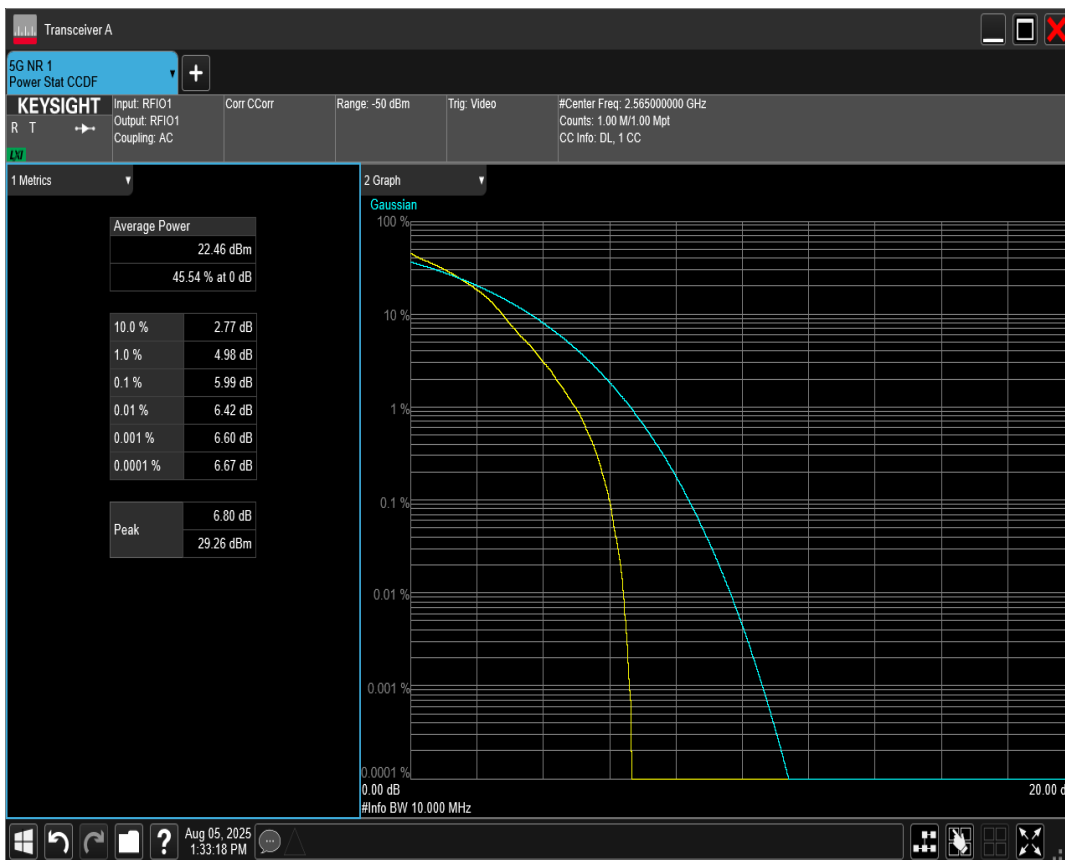 Transceiver A
5G NR 1
Power Stat CCDF
+
KEYSIGHT
R T
LXI
Input: RFIO1
Output: RFIO1
Coupling: AC
Corr CCorr
Range: -50 dBm
Trig: Video
#Center Freq: 2.565000000 GHz
Counts: 1.00 M/1.00 Mpt
CC Info: DL, 1 CC
1 Metrics
Average Power
22.46 dBm
45.54 % at 0 dB
10.0 % 2.77 dB
1.0 % 4.98 dB
0.1 % 5.99 dB
0.01 % 6.42 dB
0.001 % 6.60 dB
0.0001 % 6.67 dB
Peak 6.80 dB
29.26 dBm
2 Graph
Gaussian
100 %
10 %
1 %
0.1 %
0.01 %
0.001 %
0.0001 %
0.00 dB 20.00 d
#Info BW 10.000 MHz
? Aug 05, 2025
1:33:18 PM